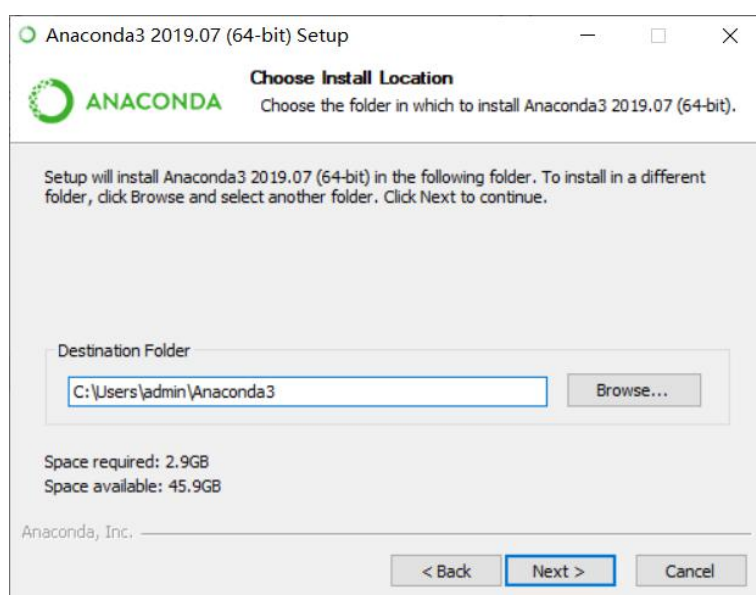 Anaconda3 2019.07 (64-bit) Setup
ANACONDA
Choose Install Location
Choose the folder in which to install Anaconda3 2019.07 (64-bit).
Setup will install Anaconda3 2019.07 (64-bit) in the following folder. To install in a different
folder, click Browse and select another folder. Click Next to continue.
Destination Folder
C:\Users\admin\Anaconda3
Browse...
Space required: 2.9GB
Space available: 45.9GB
Anaconda, Inc.
< Back
Next >
Cancel